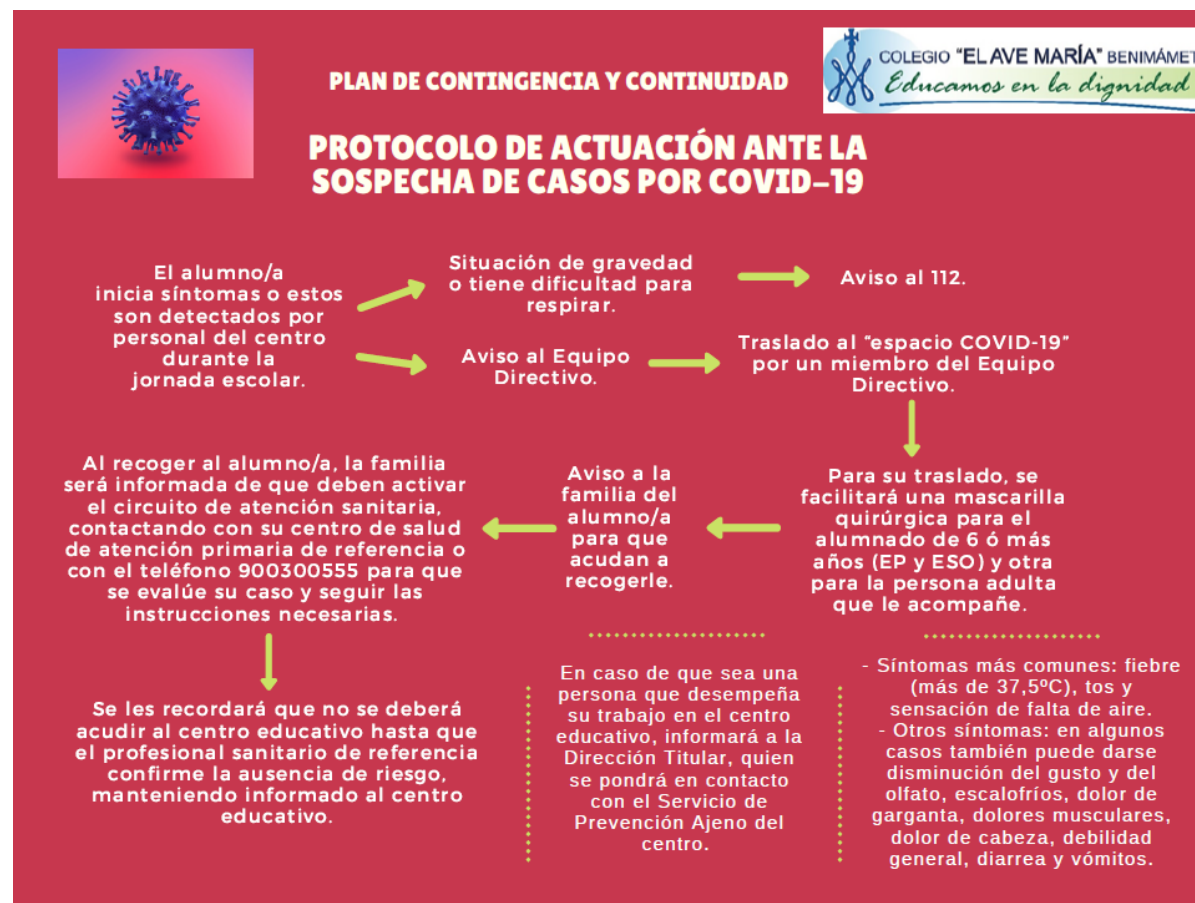 PLAN DE CONTINGENCIA Y CONTINUIDAD
COLEGIO "EL AVE MARÍA" BENIMÁMET
Educamos en la dignidad
PROTOCOLO DE ACTUACIÓN ANTE LA
SOSPECHA DE CASOS POR COVID-19
El alumno/a
inicia síntomas o estos
son detectados por
personal del centro
durante la
jornada escolar.
Situación de gravedad
o tiene dificultad para
respirar.
Aviso al 112.
Aviso al Equipo
Directivo.
Traslado al “espacio COVID-19”
por un miembro del Equipo
Directivo.
Para su traslado, se
facilitará una mascarilla
quirúrgica para el
alumnado de 6 ó más
años (EP y ESO) y otra
para la persona adulta
que le acompañe.
Aviso a la
familia del
alumno/a
para que
acudan a
recogerle.
Al recoger al alumno/a, la familia
será informada de que deben activar
el circuito de atención sanitaria,
contactando con su centro de salud
de atención primaria de referencia o
con el teléfono 900300555 para que
se evalúe su caso y seguir las
instrucciones necesarias.
Se les recordará que no se deberá
acudir al centro educativo hasta que
el profesional sanitario de referencia
confirme la ausencia de riesgo,
manteniendo informado al centro
educativo.
En caso de que sea una
persona que desempeña
su trabajo en el centro
educativo, informará a la
Dirección Titular, quien
se pondrá en contacto
con el Servicio de
Prevención Ajeno del
centro.
- Síntomas más comunes: fiebre
(más de 37,5ºC), tos y
sensación de falta de aire.
- Otros síntomas: en algunos
casos también puede darse
disminución del gusto y del
olfato, escalofríos, dolor de
garganta, dolores musculares,
dolor de cabeza, debilidad
general, diarrea y vómitos.